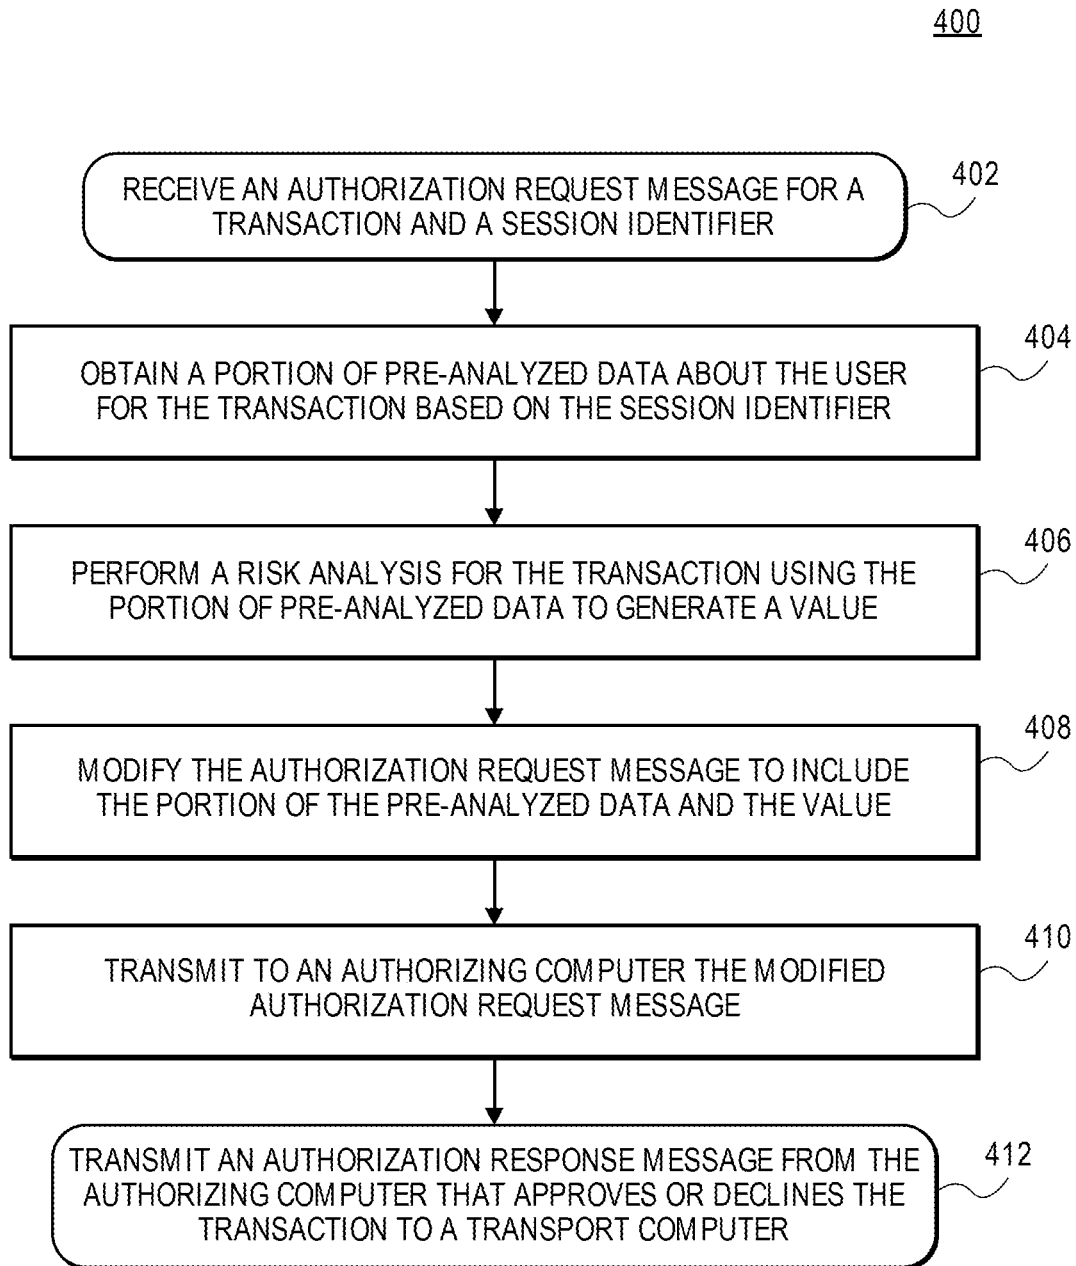 400
RECEIVE AN AUTHORIZATION REQUEST MESSAGE FOR A
TRANSACTION AND A SESSION IDENTIFIER
402
OBTAIN A PORTION OF PRE-ANALYZED DATA ABOUT THE USER
FOR THE TRANSACTION BASED ON THE SESSION IDENTIFIER
404
PERFORM A RISK ANALYSIS FOR THE TRANSACTION USING THE
PORTION OF PRE-ANALYZED DATA TO GENERATE A VALUE
406
MODIFY THE AUTHORIZATION REQUEST MESSAGE TO INCLUDE
THE PORTION OF THE PRE-ANALYZED DATA AND THE VALUE
408
TRANSMIT TO AN AUTHORIZING COMPUTER THE MODIFIED
AUTHORIZATION REQUEST MESSAGE
410
TRANSMIT AN AUTHORIZATION RESPONSE MESSAGE FROM THE
AUTHORIZING COMPUTER THAT APPROVES OR DECLINES THE
TRANSACTION TO A TRANSPORT COMPUTER
412